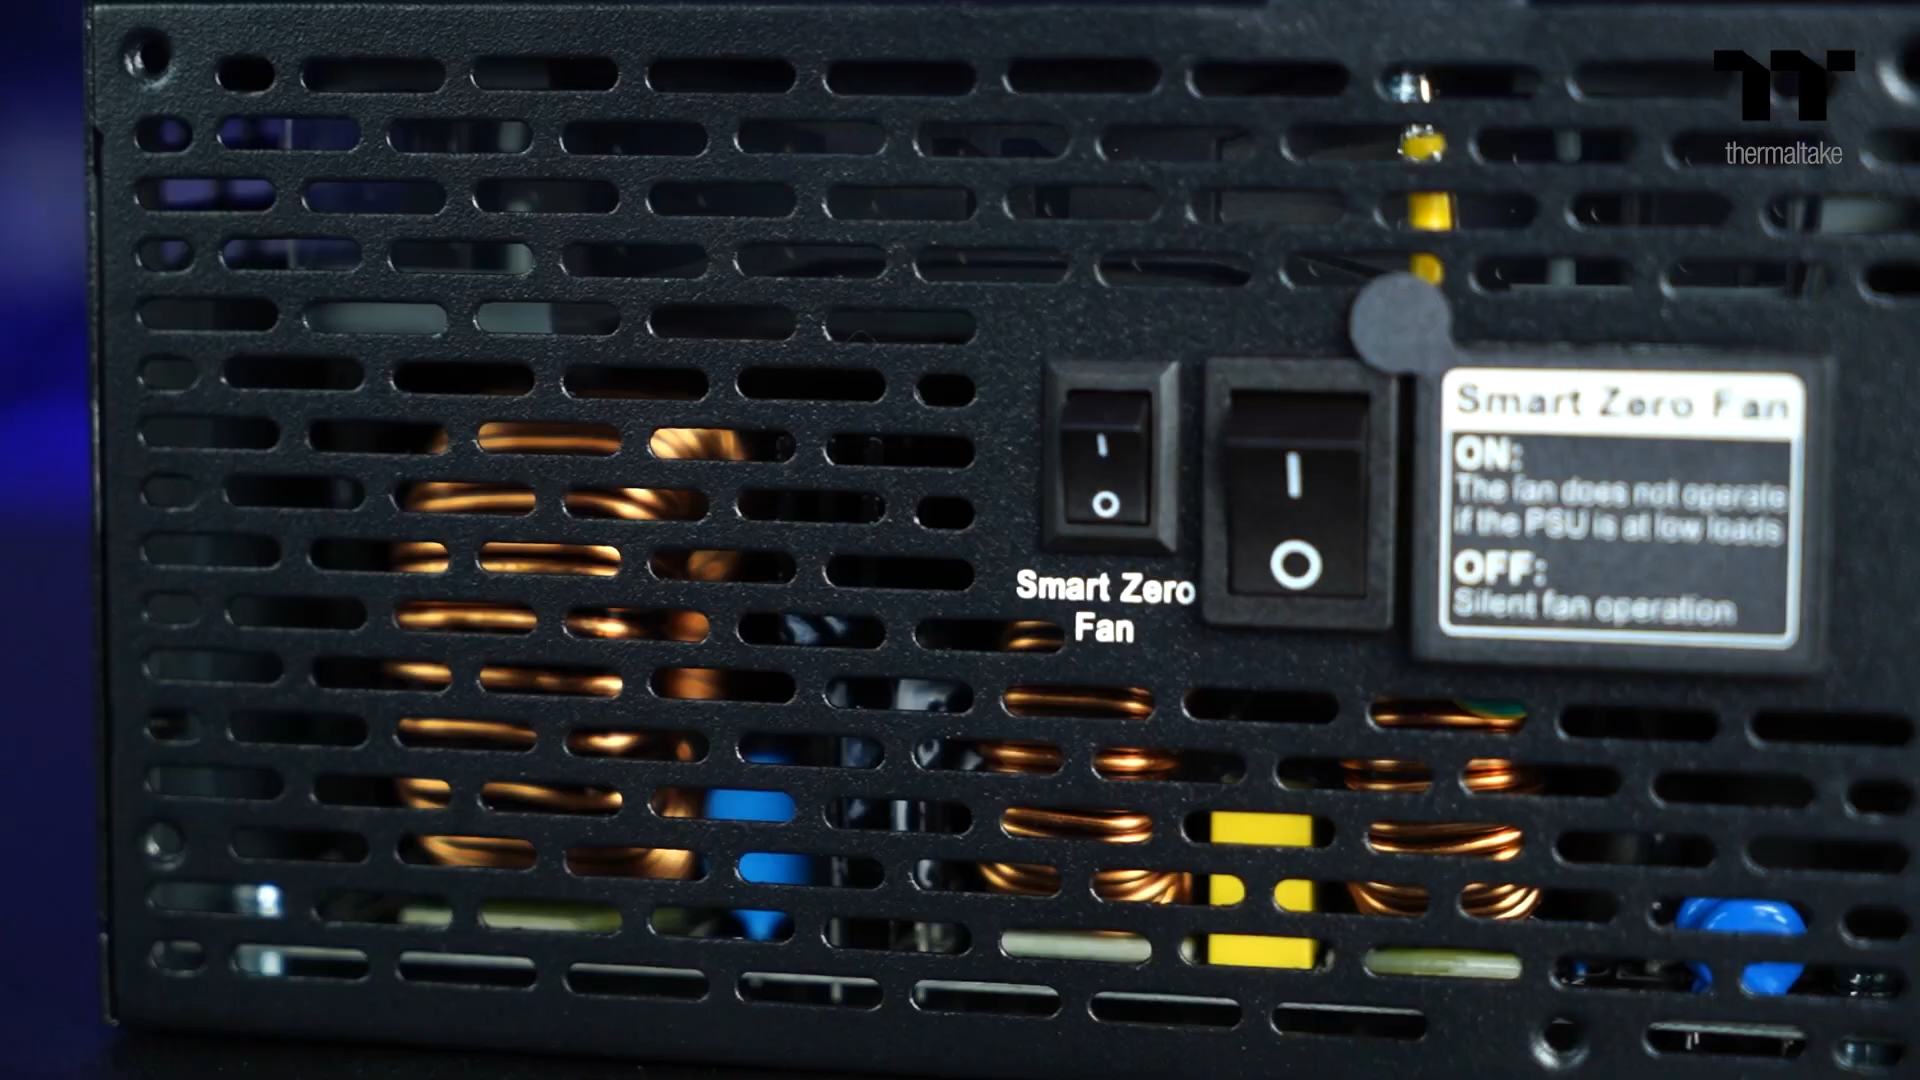 thermaltake
Smart Zero Fan
ON:
The fan does not operate
if the PSU is at low loads
OFF:
Silent fan operation
I
O
I
O
Smart Zero
Fan